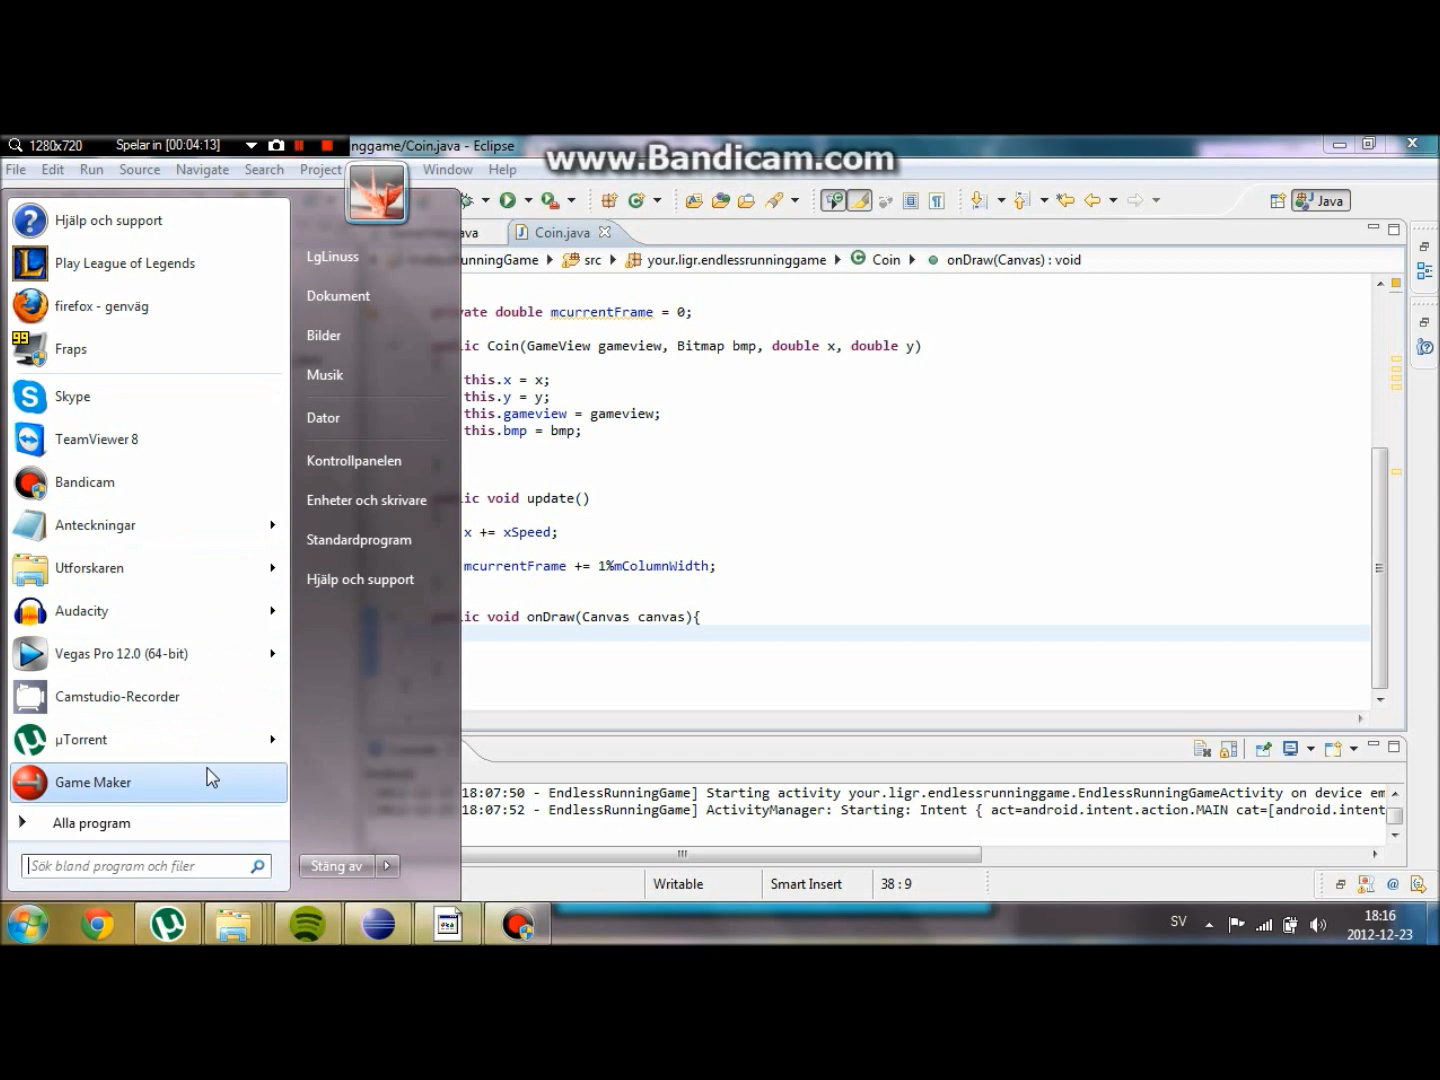 1280x720 Spelar in [00:04:13] nggame/Coin.java - Eclipse
www.Bandicam.com
File Edit Run Source Navigate Search Project Window Help
Java
ava Coin.java
unningGame src your.ligr.endlessrunninggame Coin onDraw(Canvas) : void
Hjälp och support
Play League of Legends
firefox - genväg
99
Fraps
Skype
TeamViewer 8
Bandicam
Anteckningar
Utforskaren
Audacity
Vegas Pro 12.0 (64-bit)
Camstudio-Recorder
µTorrent
Game Maker
Alla program
Sök bland program och filer
LgLinuss
Dokument
Bilder
Musik
Dator
Kontrollpanelen
Enheter och skrivare
Standardprogram
Hjälp och support
Stäng av
private double mcurrentFrame = 0;
lic Coin(GameView gameview, Bitmap bmp, double x, double y)
this.x = x;
this.y = y;
this.gameview = gameview;
this.bmp = bmp;
lic void update()
x += xSpeed;
mcurrentFrame += 1%mColumnWidth;
lic void onDraw(Canvas canvas){
18:07:50 - EndlessRunningGame] Starting activity your.ligr.endlessrunninggame.EndlessRunningGameActivity on device em
18:07:52 - EndlessRunningGame] ActivityManager: Starting: Intent { act=android.intent.action.MAIN cat=[android.intent
Writable Smart Insert 38 : 9
SV 18:16
2012-12-23